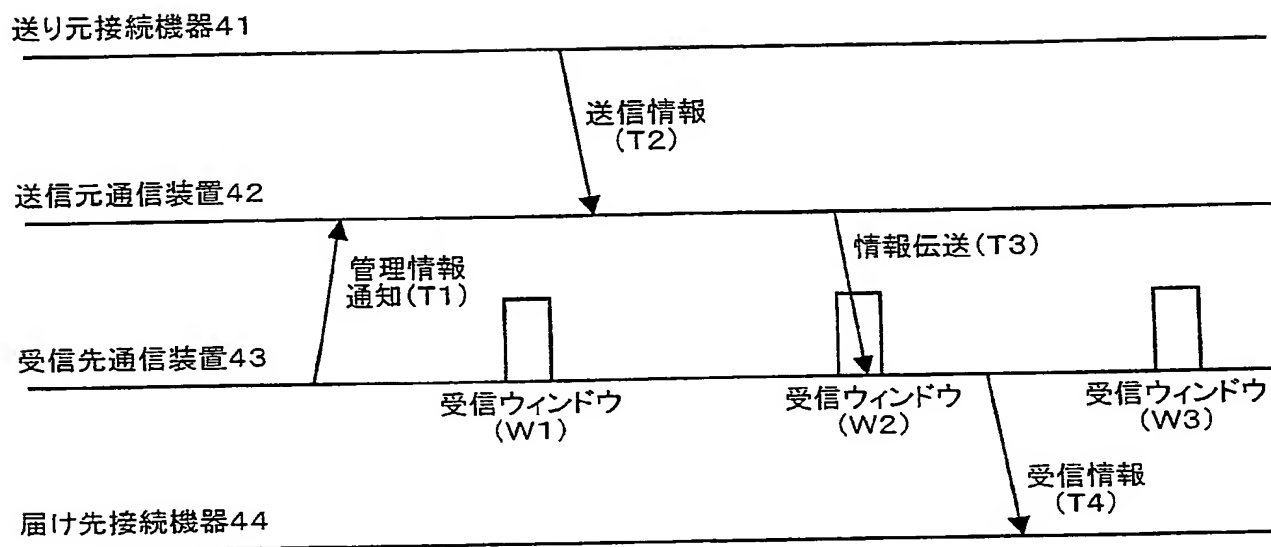 送り元接続機器41
送信情報
(T2)
送信元通信装置42
管理情報
通知(T1)
情報伝送(T3)
受信先通信装置43
受信ウィンドウ
(W1)
受信ウィンドウ
(W2)
受信ウィンドウ
(W3)
受信情報
(T4)
届け先接続機器44